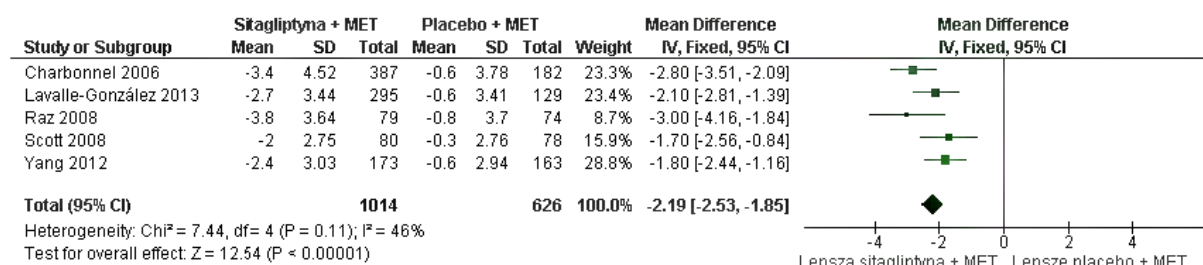 Sitagliptyna + MET Placebo + MET Mean Difference Mean Difference
Study or Subgroup Mean SD Total Mean SD Total Weight IV, Fixed, 95% CI IV, Fixed, 95% CI
Charbonnel 2006 -3.4 4.52 387 -0.6 3.78 182 23.3% -2.80 [-3.51, -2.09]
Lavalle-González 2013 -2.7 3.44 295 -0.6 3.41 129 23.4% -2.10 [-2.81, -1.39]
Raz 2008 -3.8 3.64 79 -0.8 3.7 74 8.7% -3.00 [-4.16, -1.84]
Scott 2008 -2 2.75 80 -0.3 2.76 78 15.9% -1.70 [-2.56, -0.84]
Yang 2012 -2.4 3.03 173 -0.6 2.94 163 28.8% -1.80 [-2.44, -1.16]
Total (95% CI) 1014 626 100.0% -2.19 [-2.53, -1.85]
Heterogeneity: Chi² = 7.44, df = 4 (P = 0.11); I² = 46%
Test for overall effect: Z = 12.54 (P < 0.00001)
-4 -2 0 2 4
Lepsza sitagliptyna + MET Lepsze placebo + MET